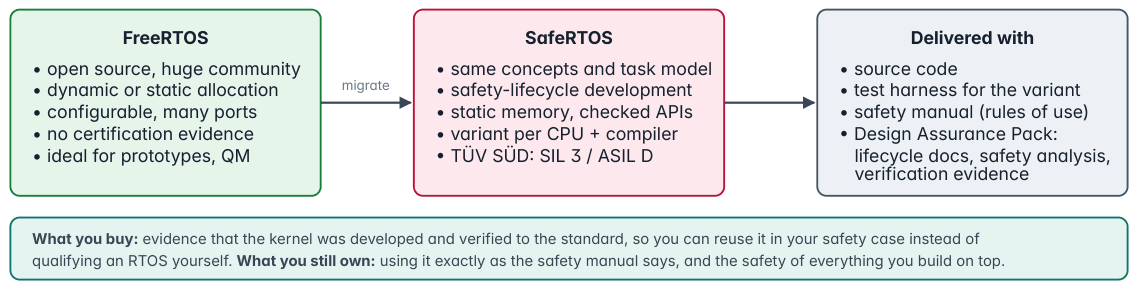 FreeRTOS
• open source, huge community
• dynamic or static allocation
• configurable, many ports
• no certification evidence
• ideal for prototypes, QM
migrate
SafeRTOS
• same concepts and task model
• safety-lifecycle development
• static memory, checked APIs
• variant per CPU + compiler
• TÜV SÜD: SIL 3 / ASIL D
Delivered with
• source code
• test harness for the variant
• safety manual (rules of use)
• Design Assurance Pack:
lifecycle docs, safety analysis,
verification evidence
What you buy: evidence that the kernel was developed and verified to the standard, so you can reuse it in your safety case instead of
qualifying an RTOS yourself. What you still own: using it exactly as the safety manual says, and the safety of everything you build on top.